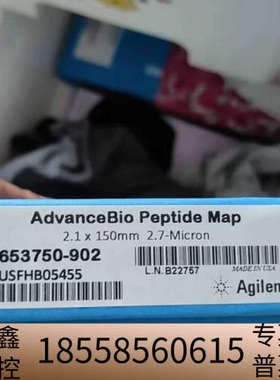 AdvanceBio Peptide Map
2.1 x 150mm 2.7-Micron
653750-902
USFHB05455
L.N. B22757
MADE IN USA
Agilen
鑫
控
18558560615
专
普